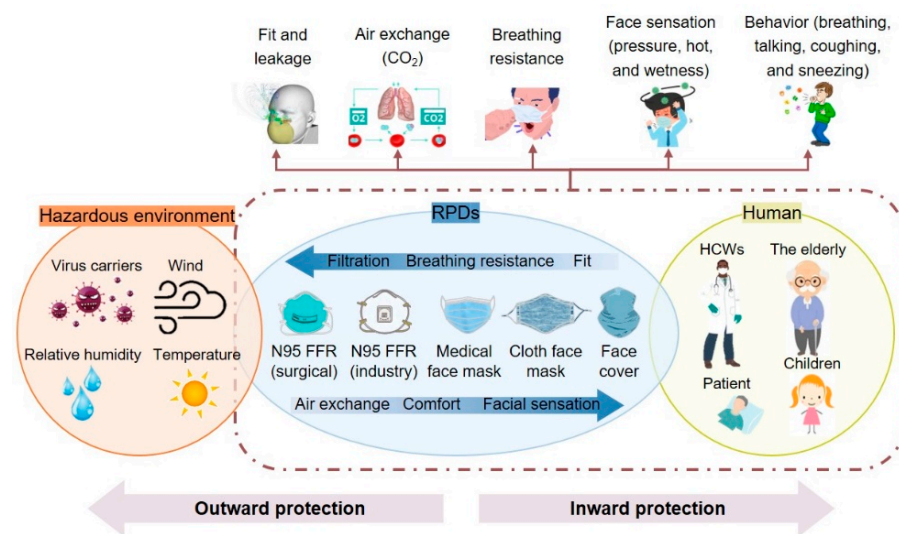 Fit and
leakage
Air exchange
(CO₂)
Breathing
resistance
Face sensation
(pressure, hot,
and wetness)
Behavior (breathing,
talking, coughing,
and sneezing)
O2
CO2
Hazardous environment
RPDs
Human
Virus carriers
Wind
Relative humidity
Temperature
Filtration Breathing resistance Fit
N95 FFR
(surgical)
N95 FFR
(industry)
Medical
face mask
Cloth face
mask
Face
cover
Air exchange Comfort Facial sensation
HCWs
The elderly
Patient
Children
Outward protection
Inward protection